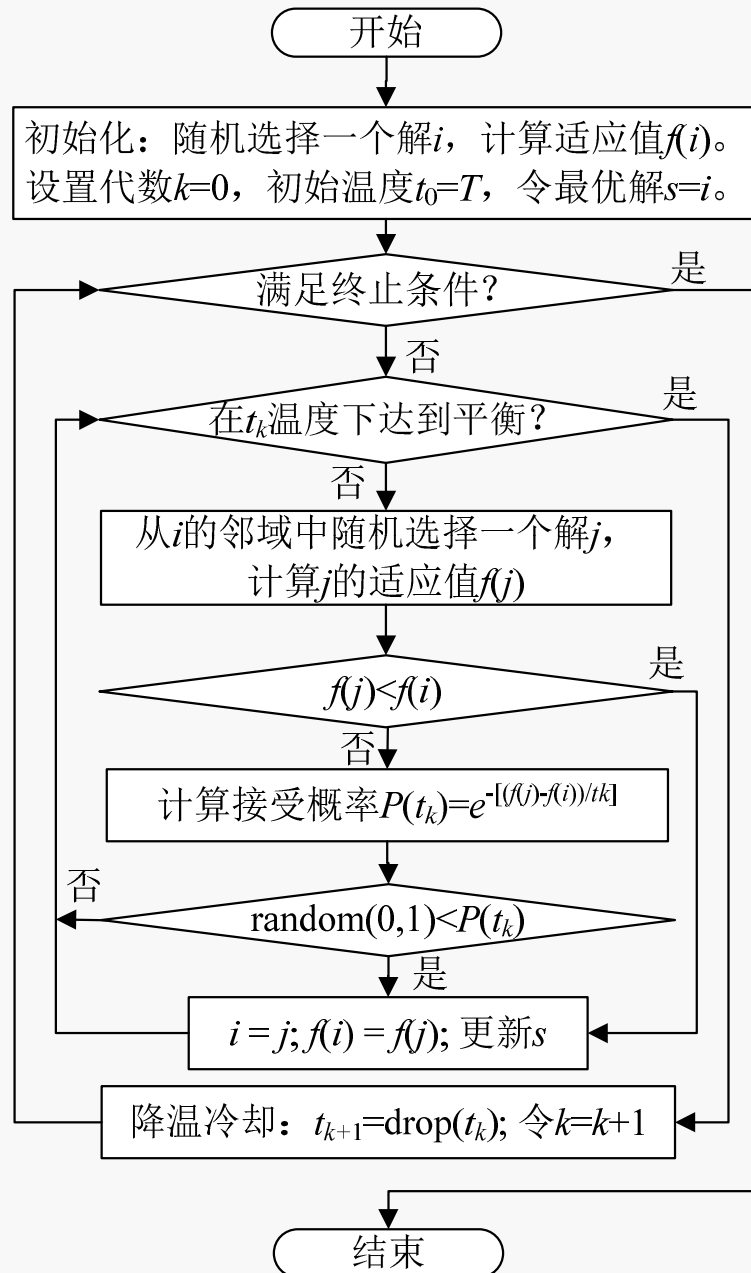 开始
初始化：随机选择一个解i，计算适应值f(i)。
设置代数k=0，初始温度t₀=T，令最优解s=i。
满足终止条件？
是
否
在tₖ温度下达到平衡？
是
否
从i的邻域中随机选择一个解j，
计算j的适应值f(j)
f(j)<f(i)
是
否
计算接受概率P(tₖ)=e^-[(f(j)-f(i))/tk]
否
random(0,1)<P(tₖ)
是
i = j; f(i) = f(j); 更新s
降温冷却：tₖ₊₁=drop(tₖ); 令k=k+1
结束